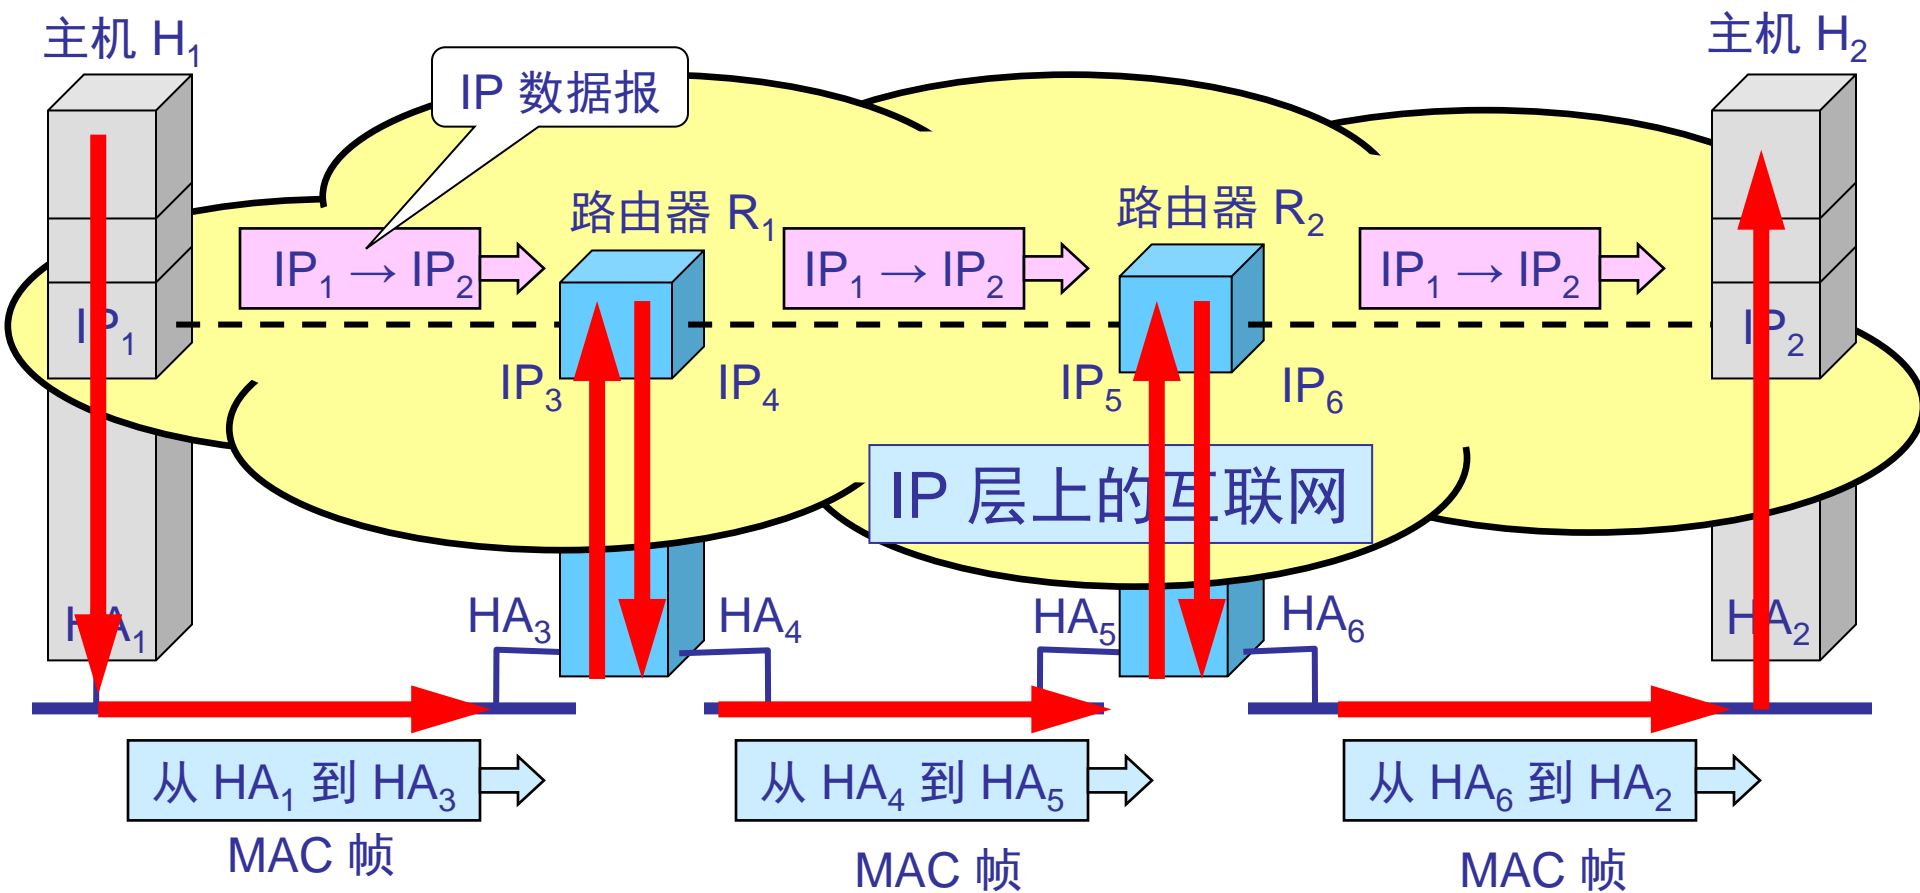 主机 H₁
主机 H₂
IP 数据报
路由器 R₁
路由器 R₂
IP₁ → IP₂
IP₁ → IP₂
IP₁ → IP₂
IP₁
IP₂
IP₃
IP₄
IP₅
IP₆
IP 层上的互联网
HA₁
HA₃
HA₄
HA₅
HA₆
HA₂
从 HA₁ 到 HA₃
从 HA₄ 到 HA₅
从 HA₆ 到 HA₂
MAC 帧
MAC 帧
MAC 帧